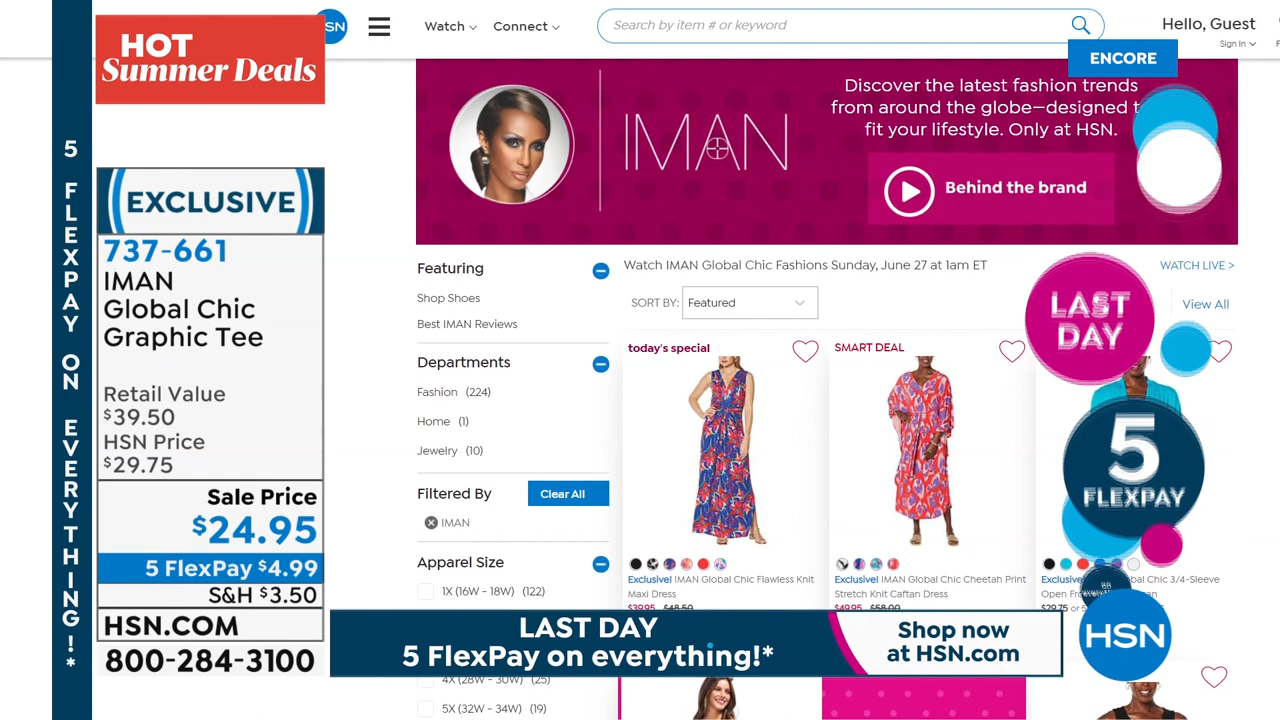 HOT
Summer Deals
5 FLEXPAY ON EVERYTHING!*
EXCLUSIVE
737-661
IMAN
Global Chic
Graphic Tee
Retail Value
$39.50
HSN Price
$29.75
Sale Price
$24.95
5 FlexPay $4.99
S&H $3.50
HSN.COM
800-284-3100
SN
Watch
Connect
Search by item # or keyword
Hello, Guest
Sign In
ENCORE
IMAN
Discover the latest fashion trends
from around the globe—designed t
fit your lifestyle. Only at HSN.
Behind the brand
Featuring
Shop Shoes
Best IMAN Reviews
Departments
Fashion (224)
Home (1)
Jewelry (10)
Filtered By
Clear All
IMAN
Apparel Size
1X (16W - 18W) (122)
4X (28W - 30W) (25)
5X (32W - 34W) (19)
Watch IMAN Global Chic Fashions Sunday, June 27 at 1am ET
WATCH LIVE >
SORT BY:
Featured
View All
today's special
SMART DEAL
Exclusive! IMAN Global Chic Flawless Knit
Maxi Dress
$39.95 $48.50
Exclusive! IMAN Global Chic Cheetah Print
Stretch Knit Caftan Dress
$49.95 $58.00
Exclus
bal Chic 3/4-Sleeve
Open Fro
an
$29.75 or 5
LAST
DAY
5
FLEXPAY
LAST DAY
5 FlexPay on everything!*
Shop now
at HSN.com
HSN